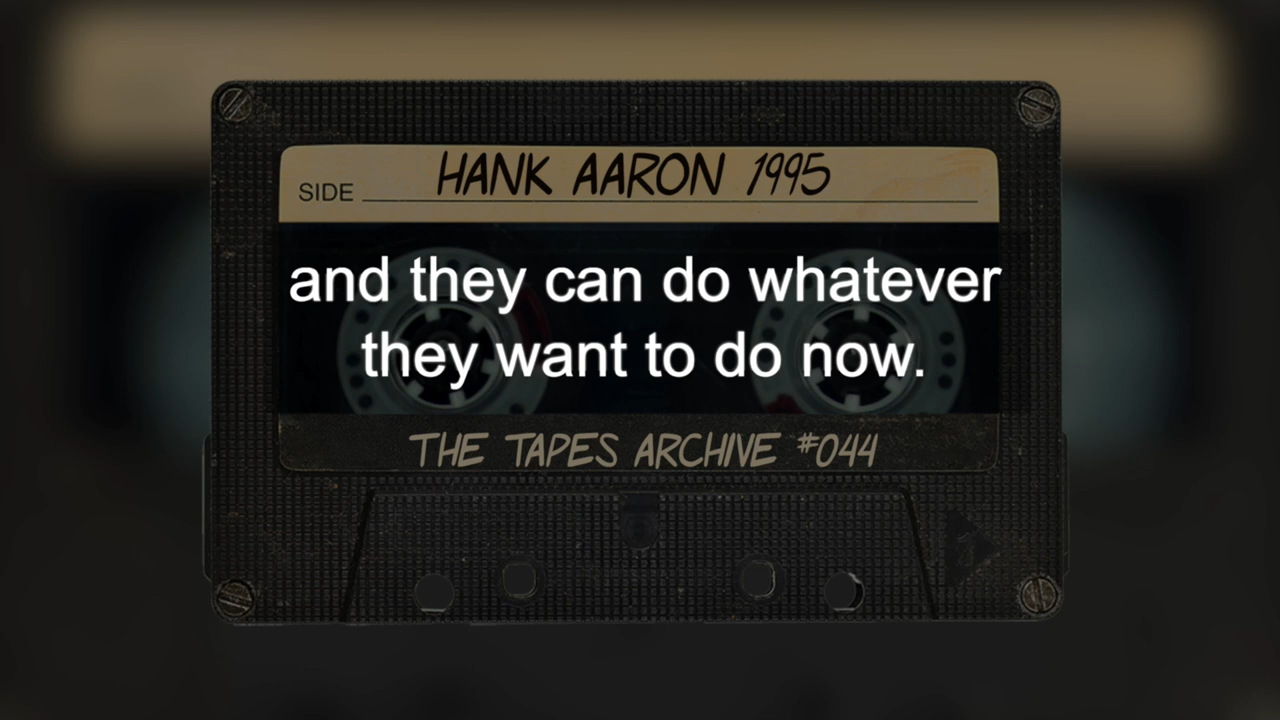 HANK AARON 1995
SIDE
and they can do whatever
they want to do now.
THE TAPES ARCHIVE #044